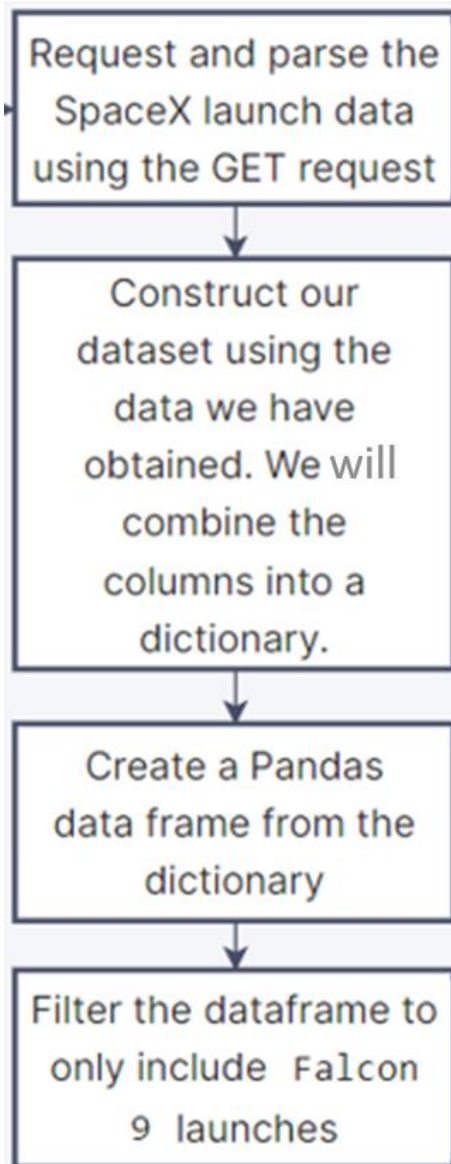 Request and parse the
SpaceX launch data
using the GET request
Construct our
dataset using the
data we have
obtained. We will
combine the
columns into a
dictionary.
Create a Pandas
data frame from the
dictionary
Filter the dataframe to
only include Falcon
9 launches